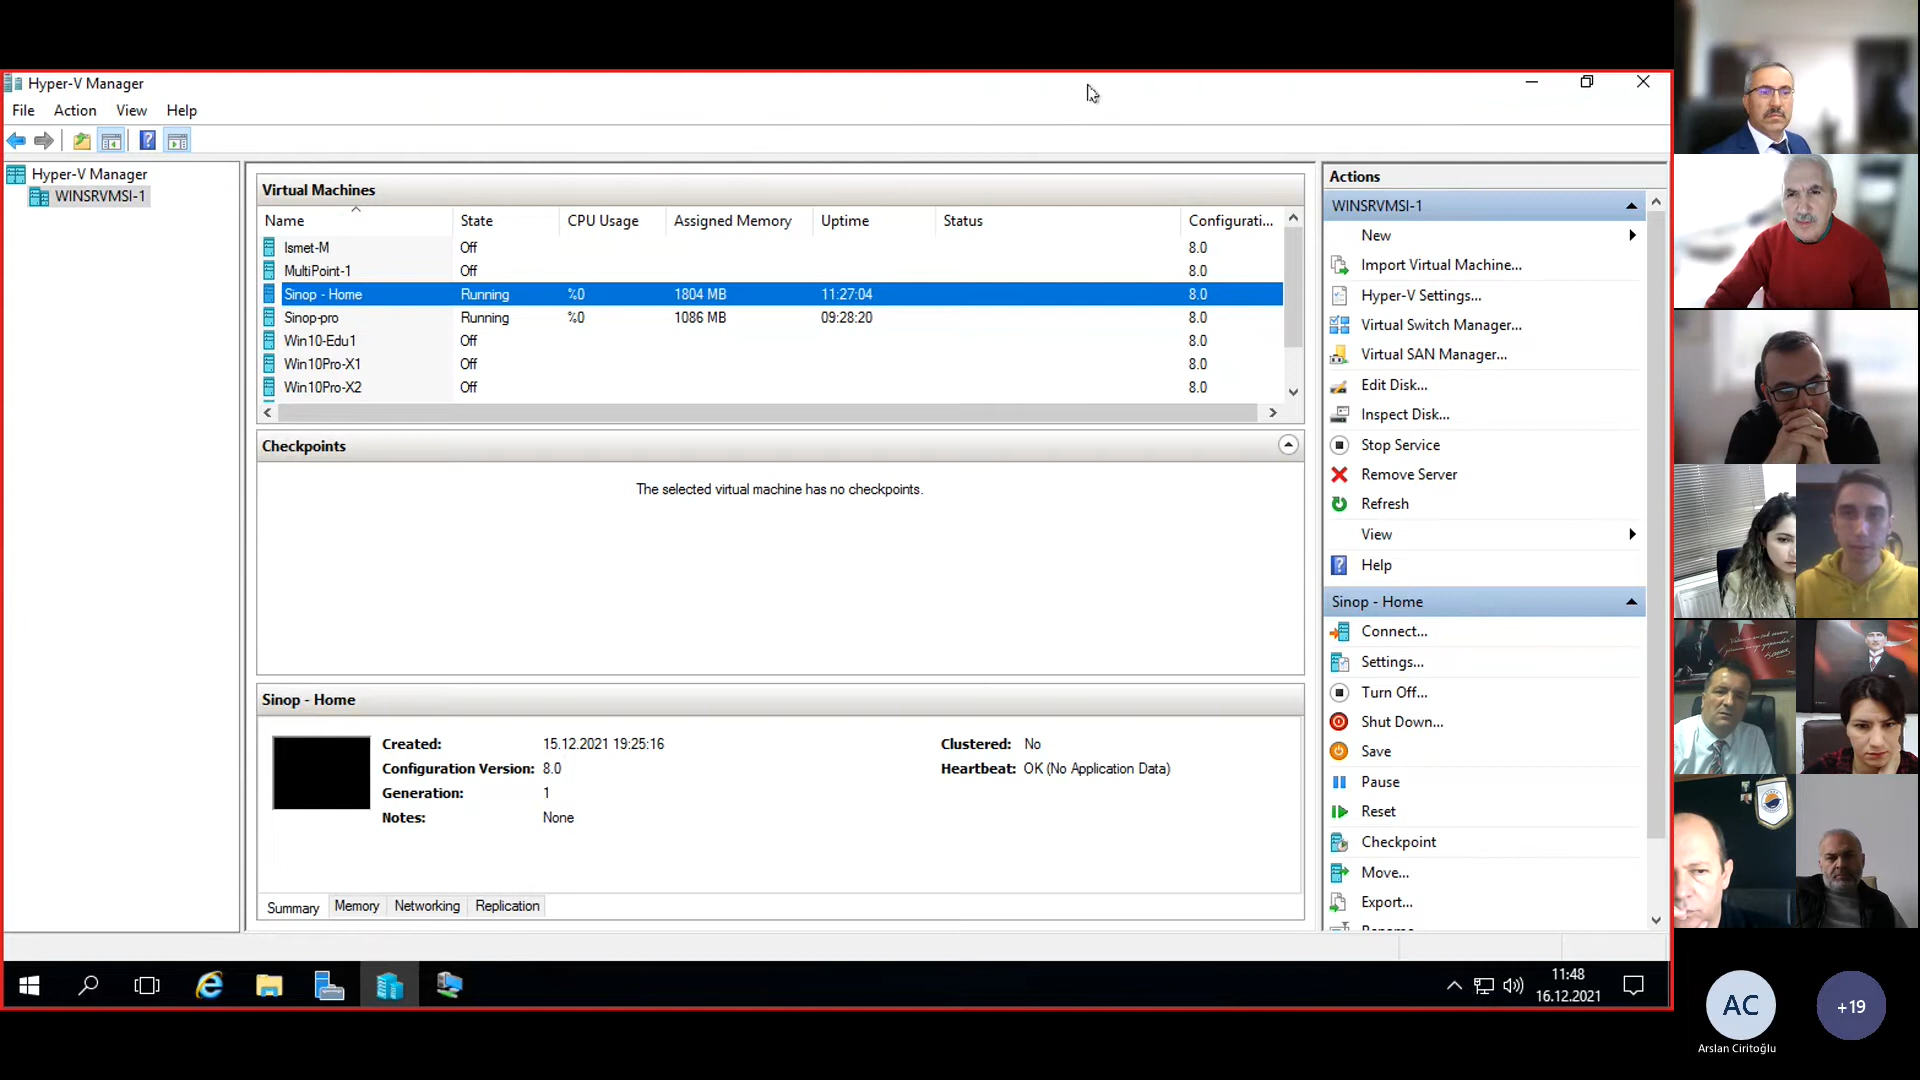 Hyper-V Manager
File Action View Help
Hyper-V Manager
WINSRVMSI-1
Virtual Machines
Name State CPU Usage Assigned Memory Uptime Status Configurati...
Ismet-M Off 8.0
MultiPoint-1 Off 8.0
Sinop - Home Running %0 1804 MB 11:27:04 8.0
Sinop-pro Running %0 1086 MB 09:28:20 8.0
Win10-Edu1 Off 8.0
Win10Pro-X1 Off 8.0
Win10Pro-X2 Off 8.0
Checkpoints
The selected virtual machine has no checkpoints.
Sinop - Home
Created: 15.12.2021 19:25:16 Clustered: No
Configuration Version: 8.0 Heartbeat: OK (No Application Data)
Generation: 1
Notes: None
Summary Memory Networking Replication
Actions
WINSRVMSI-1
New
Import Virtual Machine...
Hyper-V Settings...
Virtual Switch Manager...
Virtual SAN Manager...
Edit Disk...
Inspect Disk...
Stop Service
Remove Server
Refresh
View
Help
Sinop - Home
Connect...
Settings...
Turn Off...
Shut Down...
Save
Pause
Reset
Checkpoint
Move...
Export...
11:48
16.12.2021
AC
+19
Arslan Ciritoğlu